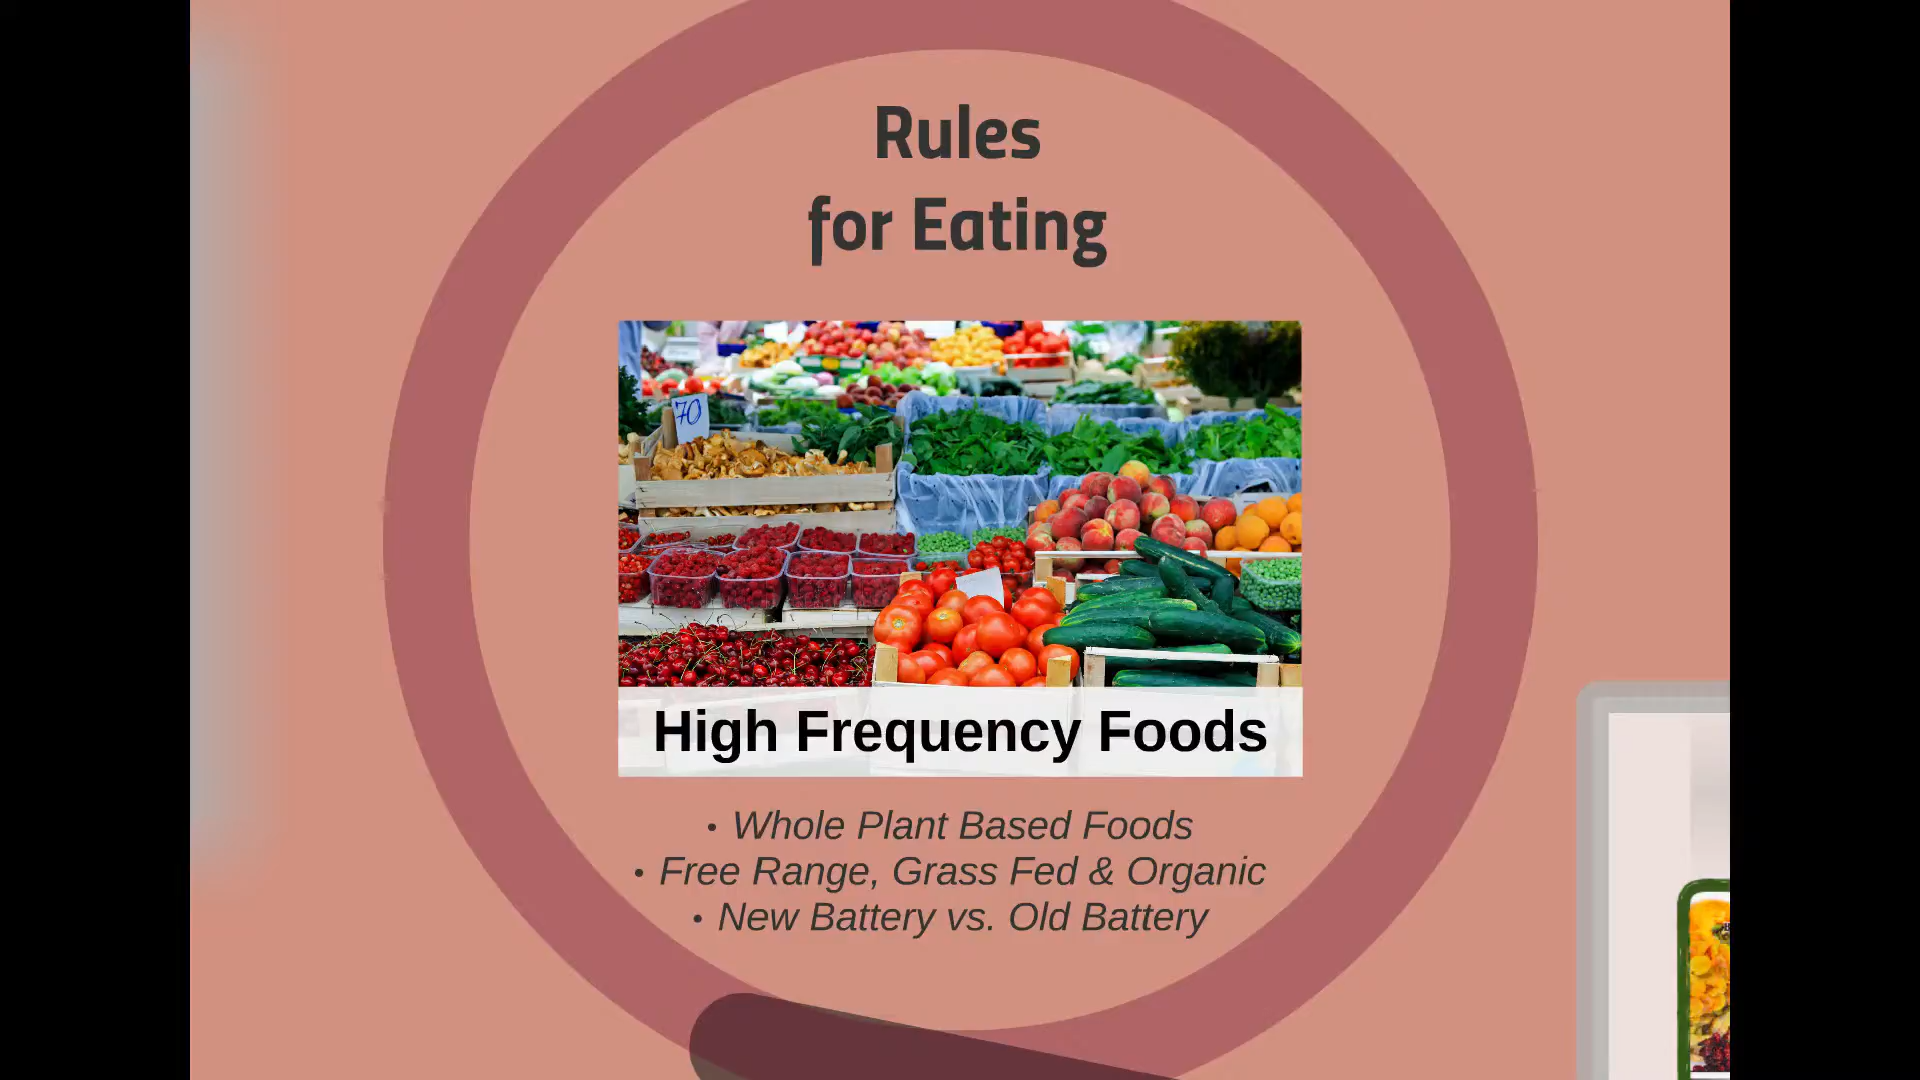 Rules
for Eating
70
High Frequency Foods
• Whole Plant Based Foods
• Free Range, Grass Fed & Organic
• New Battery vs. Old Battery